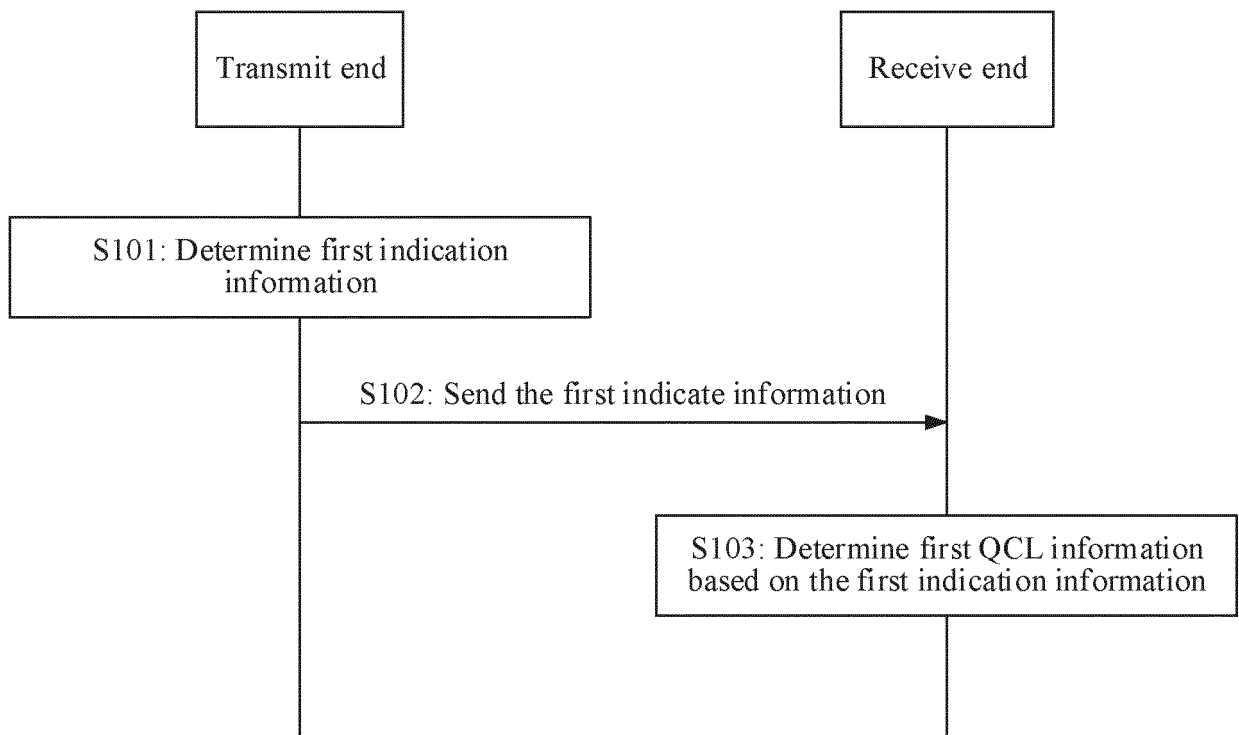 Transmit end
Receive end
S101: Determine first indication
information
S102: Send the first indicate information
S103: Determine first QCL information
based on the first indication information